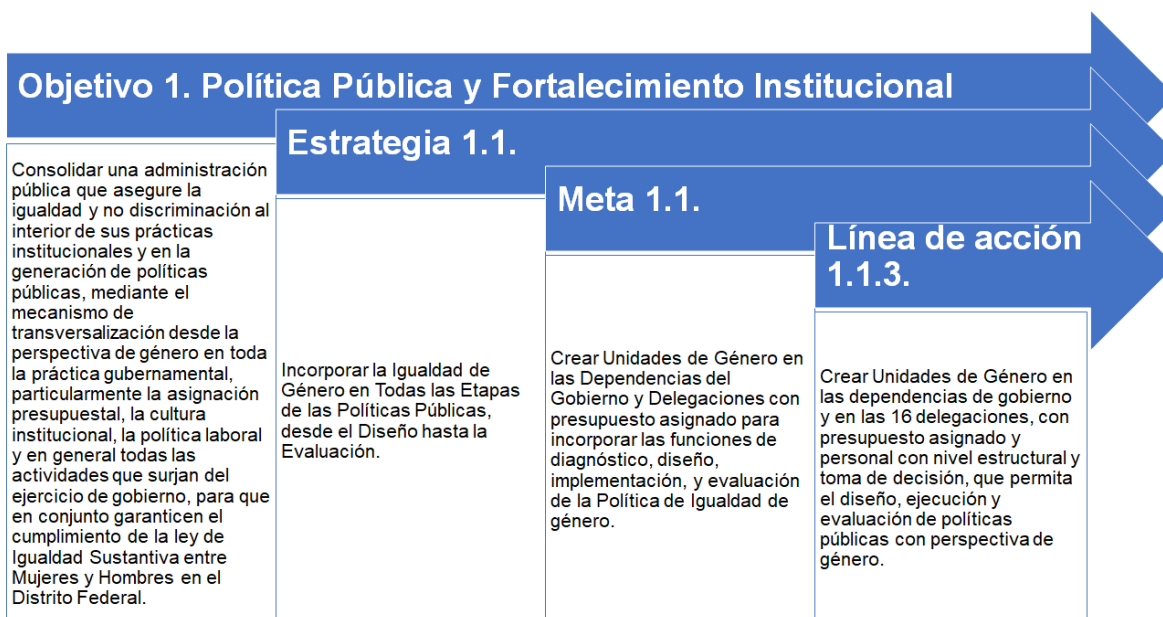 Objetivo 1. Política Pública y Fortalecimiento Institucional
Consolidar una administración
pública que asegure la
igualdad y no discriminación al
interior de sus prácticas
institucionales y en la
generación de políticas
públicas, mediante el
mecanismo de
transversalización desde la
perspectiva de género en toda
la práctica gubernamental,
particularmente la asignación
presupuestal, la cultura
institucional, la política laboral
y en general todas las
actividades que surjan del
ejercicio de gobierno, para que
en conjunto garanticen el
cumplimiento de la ley de
Igualdad Sustantiva entre
Mujeres y Hombres en el
Distrito Federal.
Estrategia 1.1.
Incorporar la Igualdad de
Género en Todas las Etapas
de las Políticas Públicas,
desde el Diseño hasta la
Evaluación.
Meta 1.1.
Crear Unidades de Género en
las Dependencias del
Gobierno y Delegaciones con
presupuesto asignado para
incorporar las funciones de
diagnóstico, diseño,
implementación, y evaluación
de la Política de Igualdad de
género.
Línea de acción
1.1.3.
Crear Unidades de Género en
las dependencias de gobierno
y en las 16 delegaciones, con
presupuesto asignado y
personal con nivel estructural y
toma de decisión, que permita
el diseño, ejecución y
evaluación de políticas
públicas con perspectiva de
género.